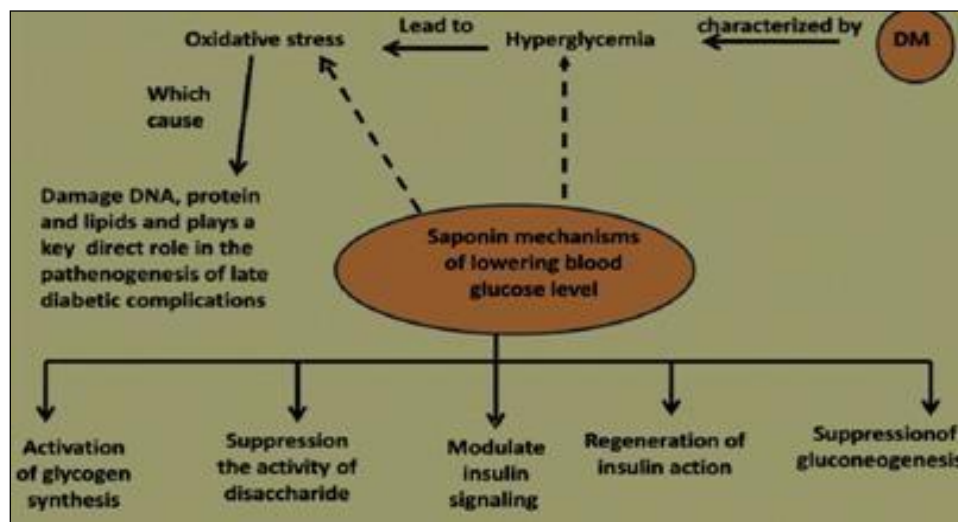 Oxidative stress
Lead to
Hyperglycemia
characterized by
DM
Which
cause
Damage DNA, protein
and lipids and plays a
key direct role in the
pathenogenesis of late
diabetic complications
Saponin mechanisms
of lowering blood
glucose level
Activation
of glycogen
synthesis
Suppression
the activity of
disaccharide
Modulate
insulin
signaling
Regeneration of
insulin action
Suppressionof
gluconeogenesis